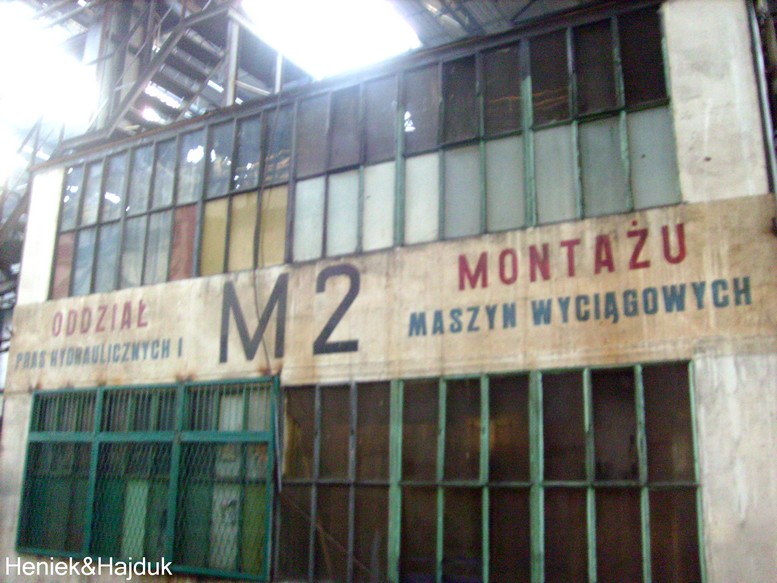 ODDZIAŁ M2 MONTAŻU
PRAS HYDRAULICZNYCH I MASZYN WYCIĄGOWYCH
Heniek&Hajduk